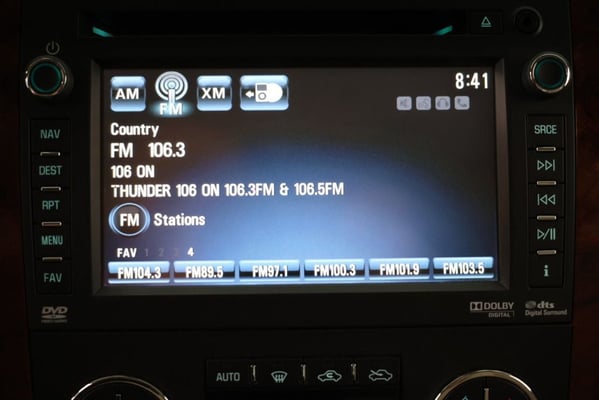 AM FM XM 8:41
Country
FM 106.3
106 ON
THUNDER 106 ON 106.3FM & 106.5FM
FM Stations
FAV 1 2 3 4
FM104.3 FM89.5 FM97.1 FM100.3 FM101.9 FM103.5
NAV
DEST
RPT
MENU
FAV
SRCE
i
DVD
DOLBY
DIGITAL
dts
Digital Surround
AUTO